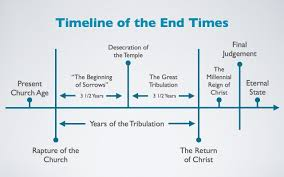 Timeline of the End Times
Desecration of
the Temple
Final
Judgement
Present
Church Age
"The Beginning
of Sorrows"
The Great
Tribulation
The
Millennial
Reign of
Christ
Eternal
State
3 1/2 Years
3 1/2 Years
Years of the Tribulation
Rapture of the
Church
The Return
of Christ